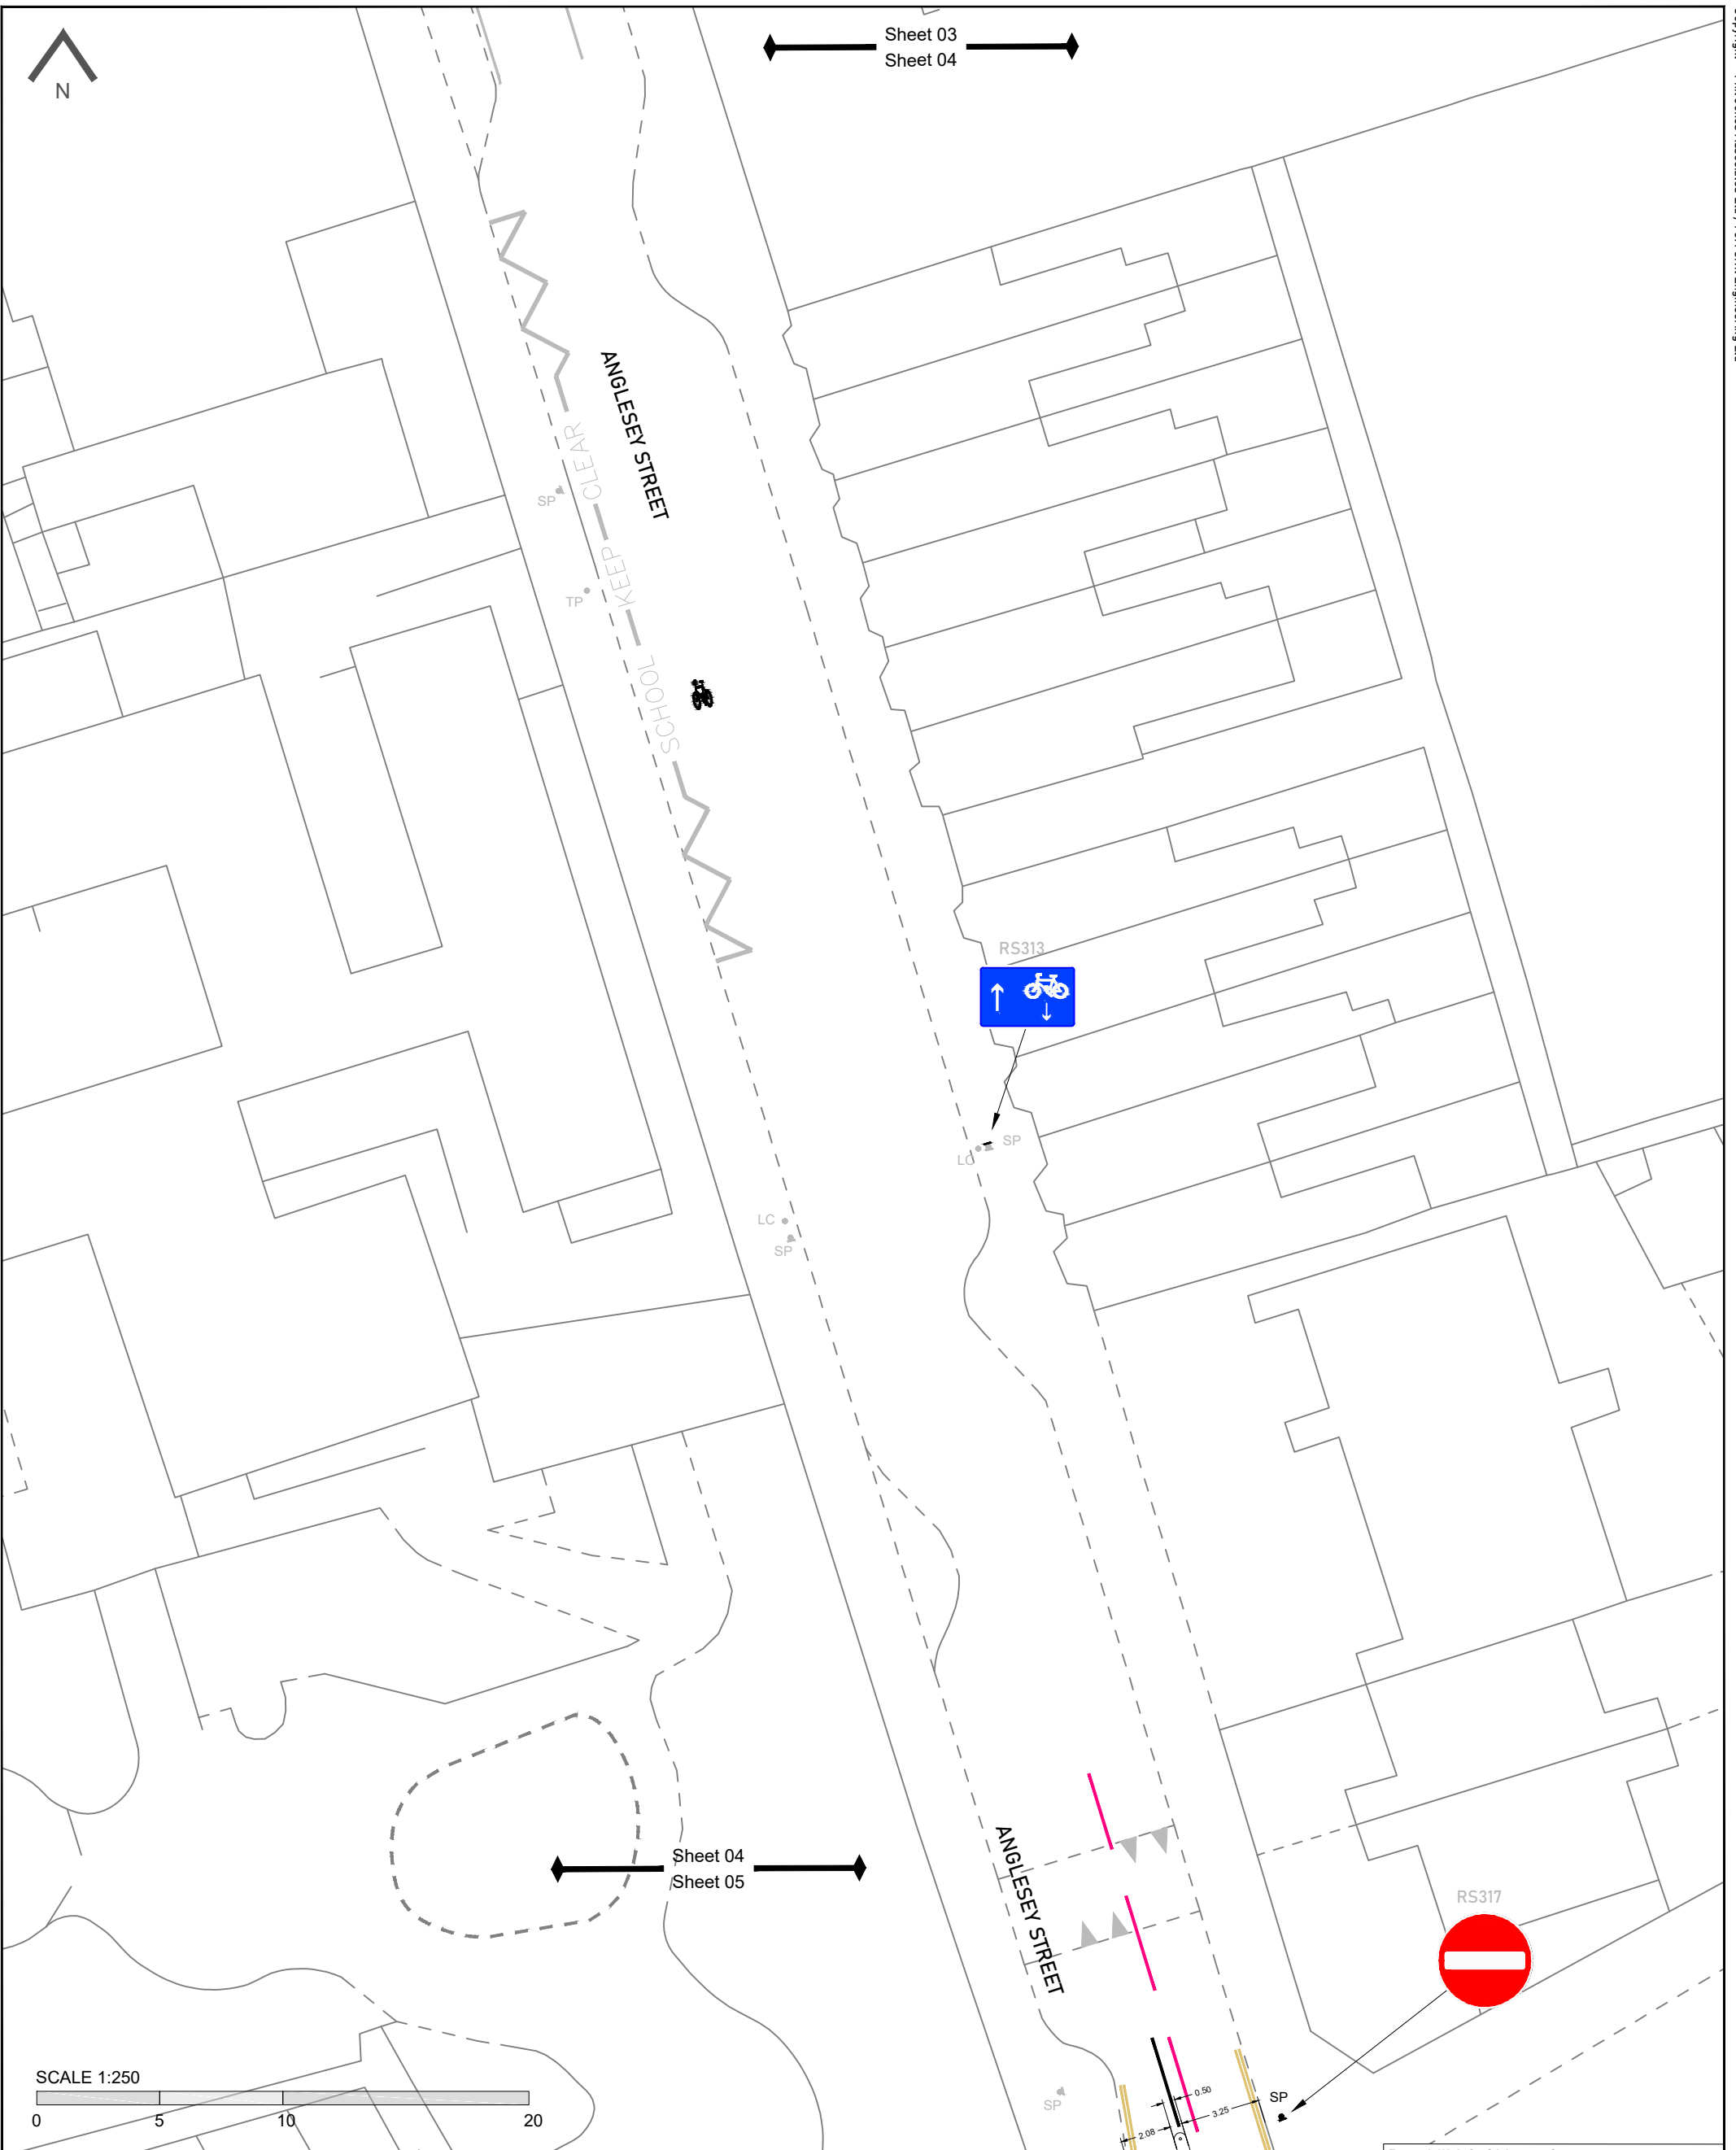 Sheet 03
Sheet 04
N
ANGLESEY STREET
CLEAR
SP
KEEP
TP
SCHOOL
RS313
SP
LC
LC
SP
Sheet 04
Sheet 05
ANGLESEY STREET
RS317
SCALE 1:250
0 5 10 20
SP
SP
0.50
3.25
2.08